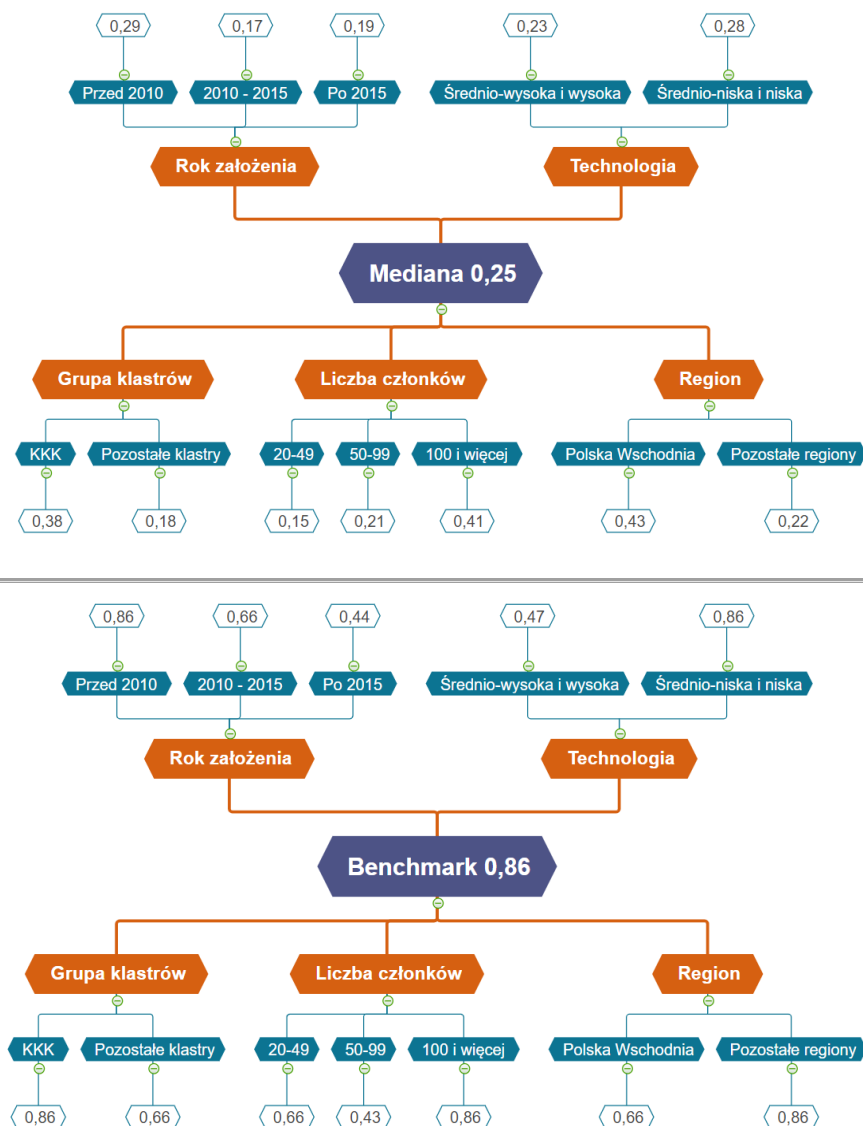 0,29 0,17 0,19 0,23 0,28
Przed 2010 2010 - 2015 Po 2015 Średnio-wysoka i wysoka Średnio-niska i niska
Rok założenia Technologia
Mediana 0,25
Grupa klastrów Liczba członków Region
KKK Pozostałe klastry 20-49 50-99 100 i więcej Polska Wschodnia Pozostałe regiony
0,38 0,18 0,15 0,21 0,41 0,43 0,22
0,86 0,66 0,44 0,47 0,86
Przed 2010 2010 - 2015 Po 2015 Średnio-wysoka i wysoka Średnio-niska i niska
Rok założenia Technologia
Benchmark 0,86
Grupa klastrów Liczba członków Region
KKK Pozostałe klastry 20-49 50-99 100 i więcej Polska Wschodnia Pozostałe regiony
0,86 0,66 0,66 0,43 0,86 0,66 0,86